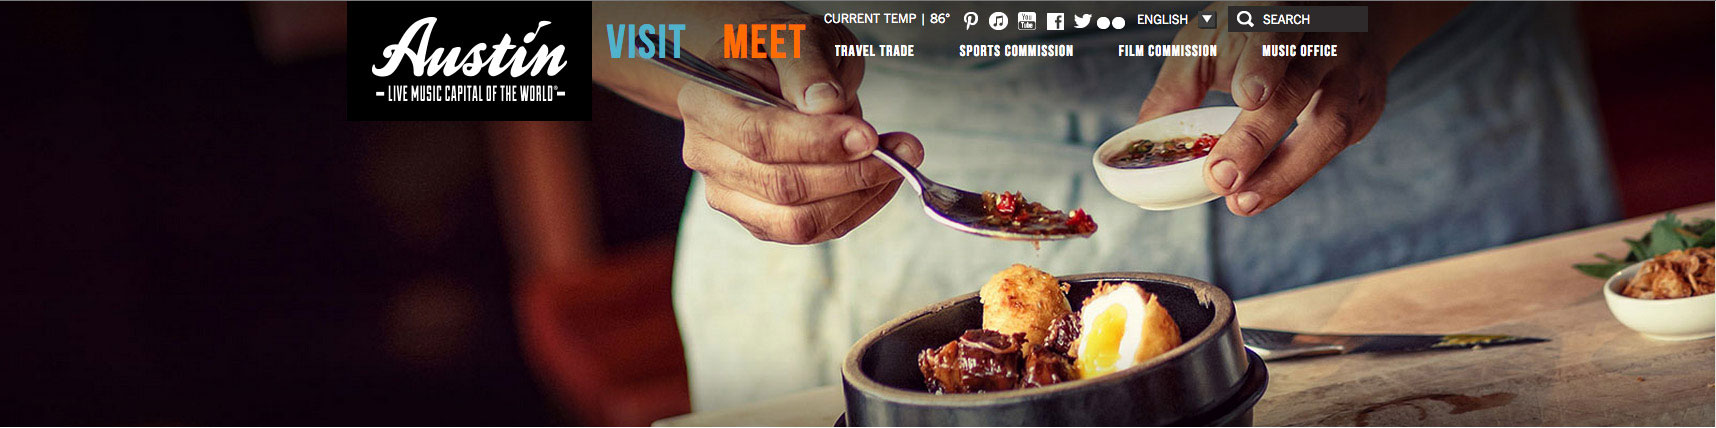 Austin
LIVE MUSIC CAPITAL OF THE WORLD®
VISIT
MEET
CURRENT TEMP | 86°
You Tube
ENGLISH
SEARCH
TRAVEL TRADE
SPORTS COMMISSION
FILM COMMISSION
MUSIC OFFICE